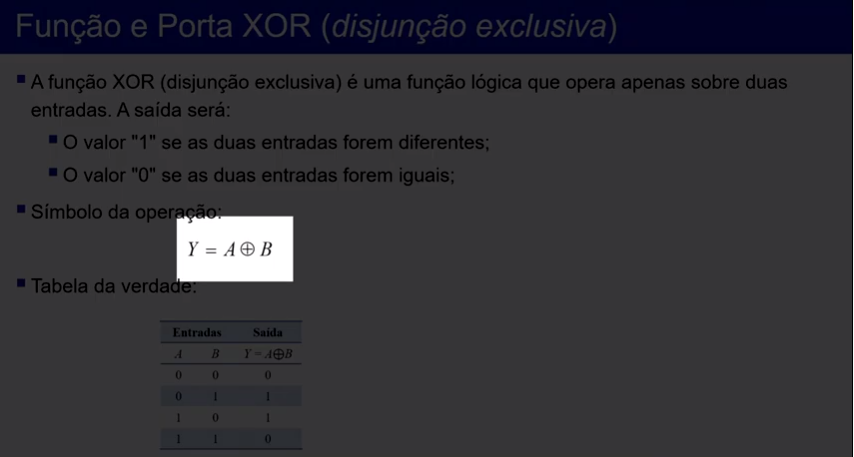 Função e Porta XOR (disjunção exclusiva)
A função XOR (disjunção exclusiva) é uma função lógica que opera apenas sobre duas
entradas. A saída será:
O valor "1" se as duas entradas forem diferentes;
O valor "0" se as duas entradas forem iguais;
Símbolo da operação:
Y = A ⊕ B
Tabela da verdade:
Entradas Saída
A B Y = A⊕B
0 0 0
0 1 1
1 0 1
1 1 0